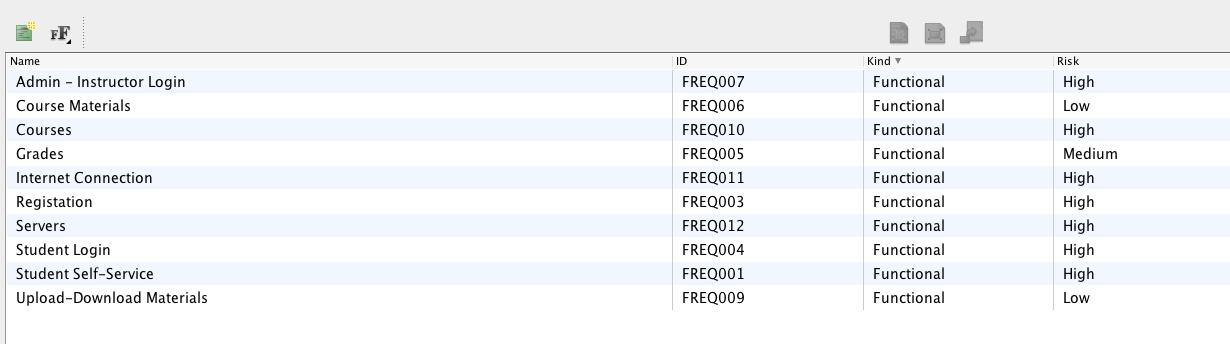 FF
Name ID Kind Risk
Admin – Instructor Login FREQ007 Functional High
Course Materials FREQ006 Functional Low
Courses FREQ010 Functional High
Grades FREQ005 Functional Medium
Internet Connection FREQ011 Functional High
Registation FREQ003 Functional High
Servers FREQ012 Functional High
Student Login FREQ004 Functional High
Student Self–Service FREQ001 Functional High
Upload–Download Materials FREQ009 Functional Low